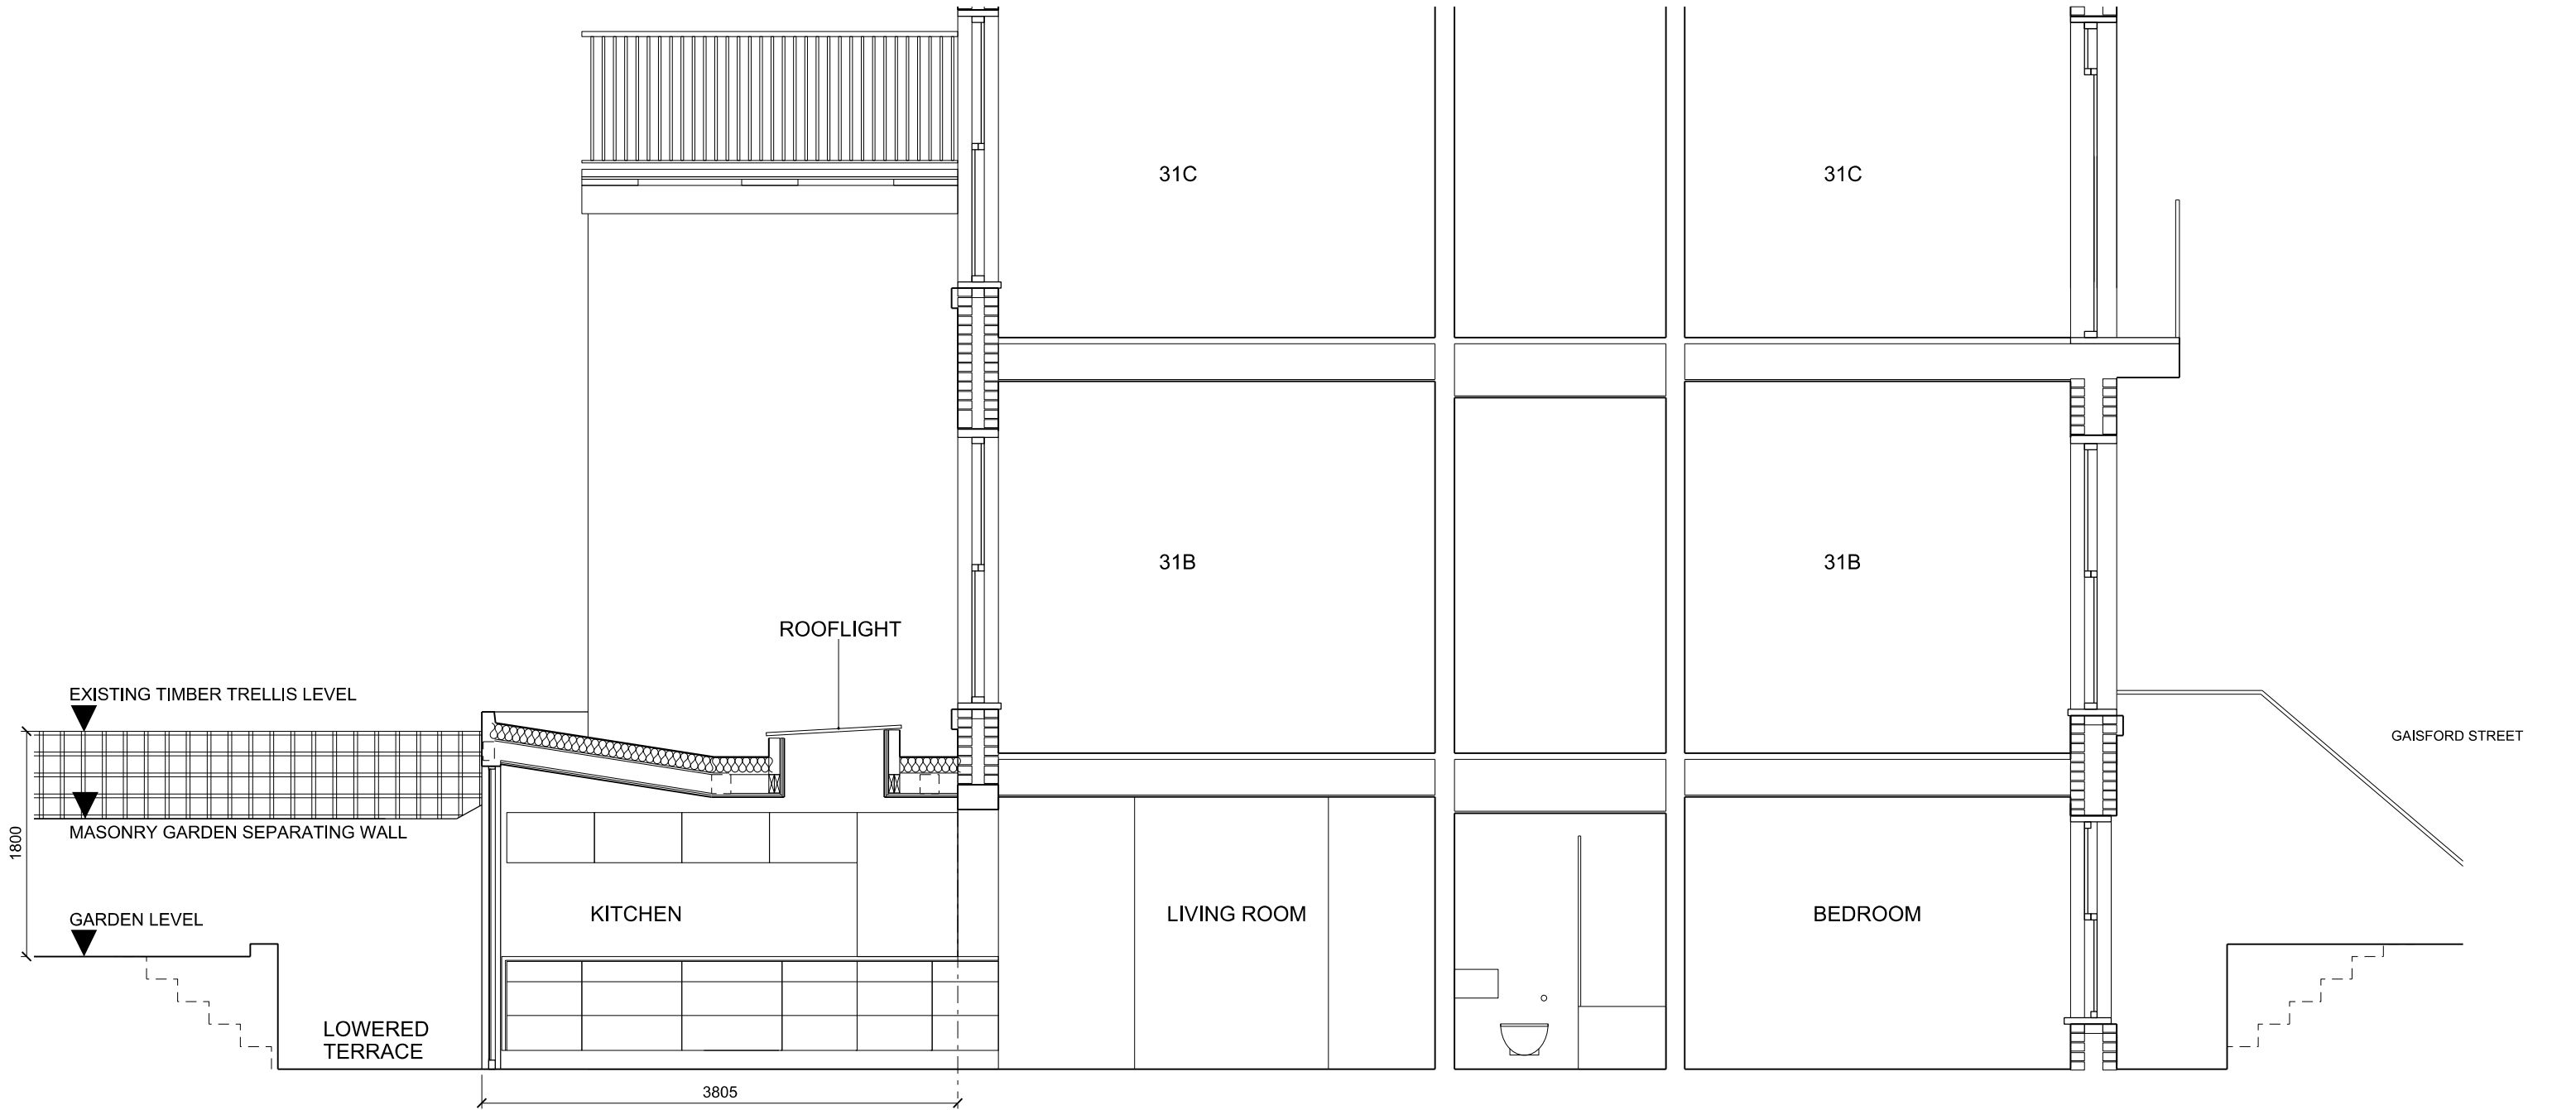 31C
31C
31B
31B
ROOFLIGHT
EXISTING TIMBER TRELLIS LEVEL
GAISFORD STREET
MASONRY GARDEN SEPARATING WALL
1800
GARDEN LEVEL
KITCHEN
LIVING ROOM
BEDROOM
LOWERED
TERRACE
3805